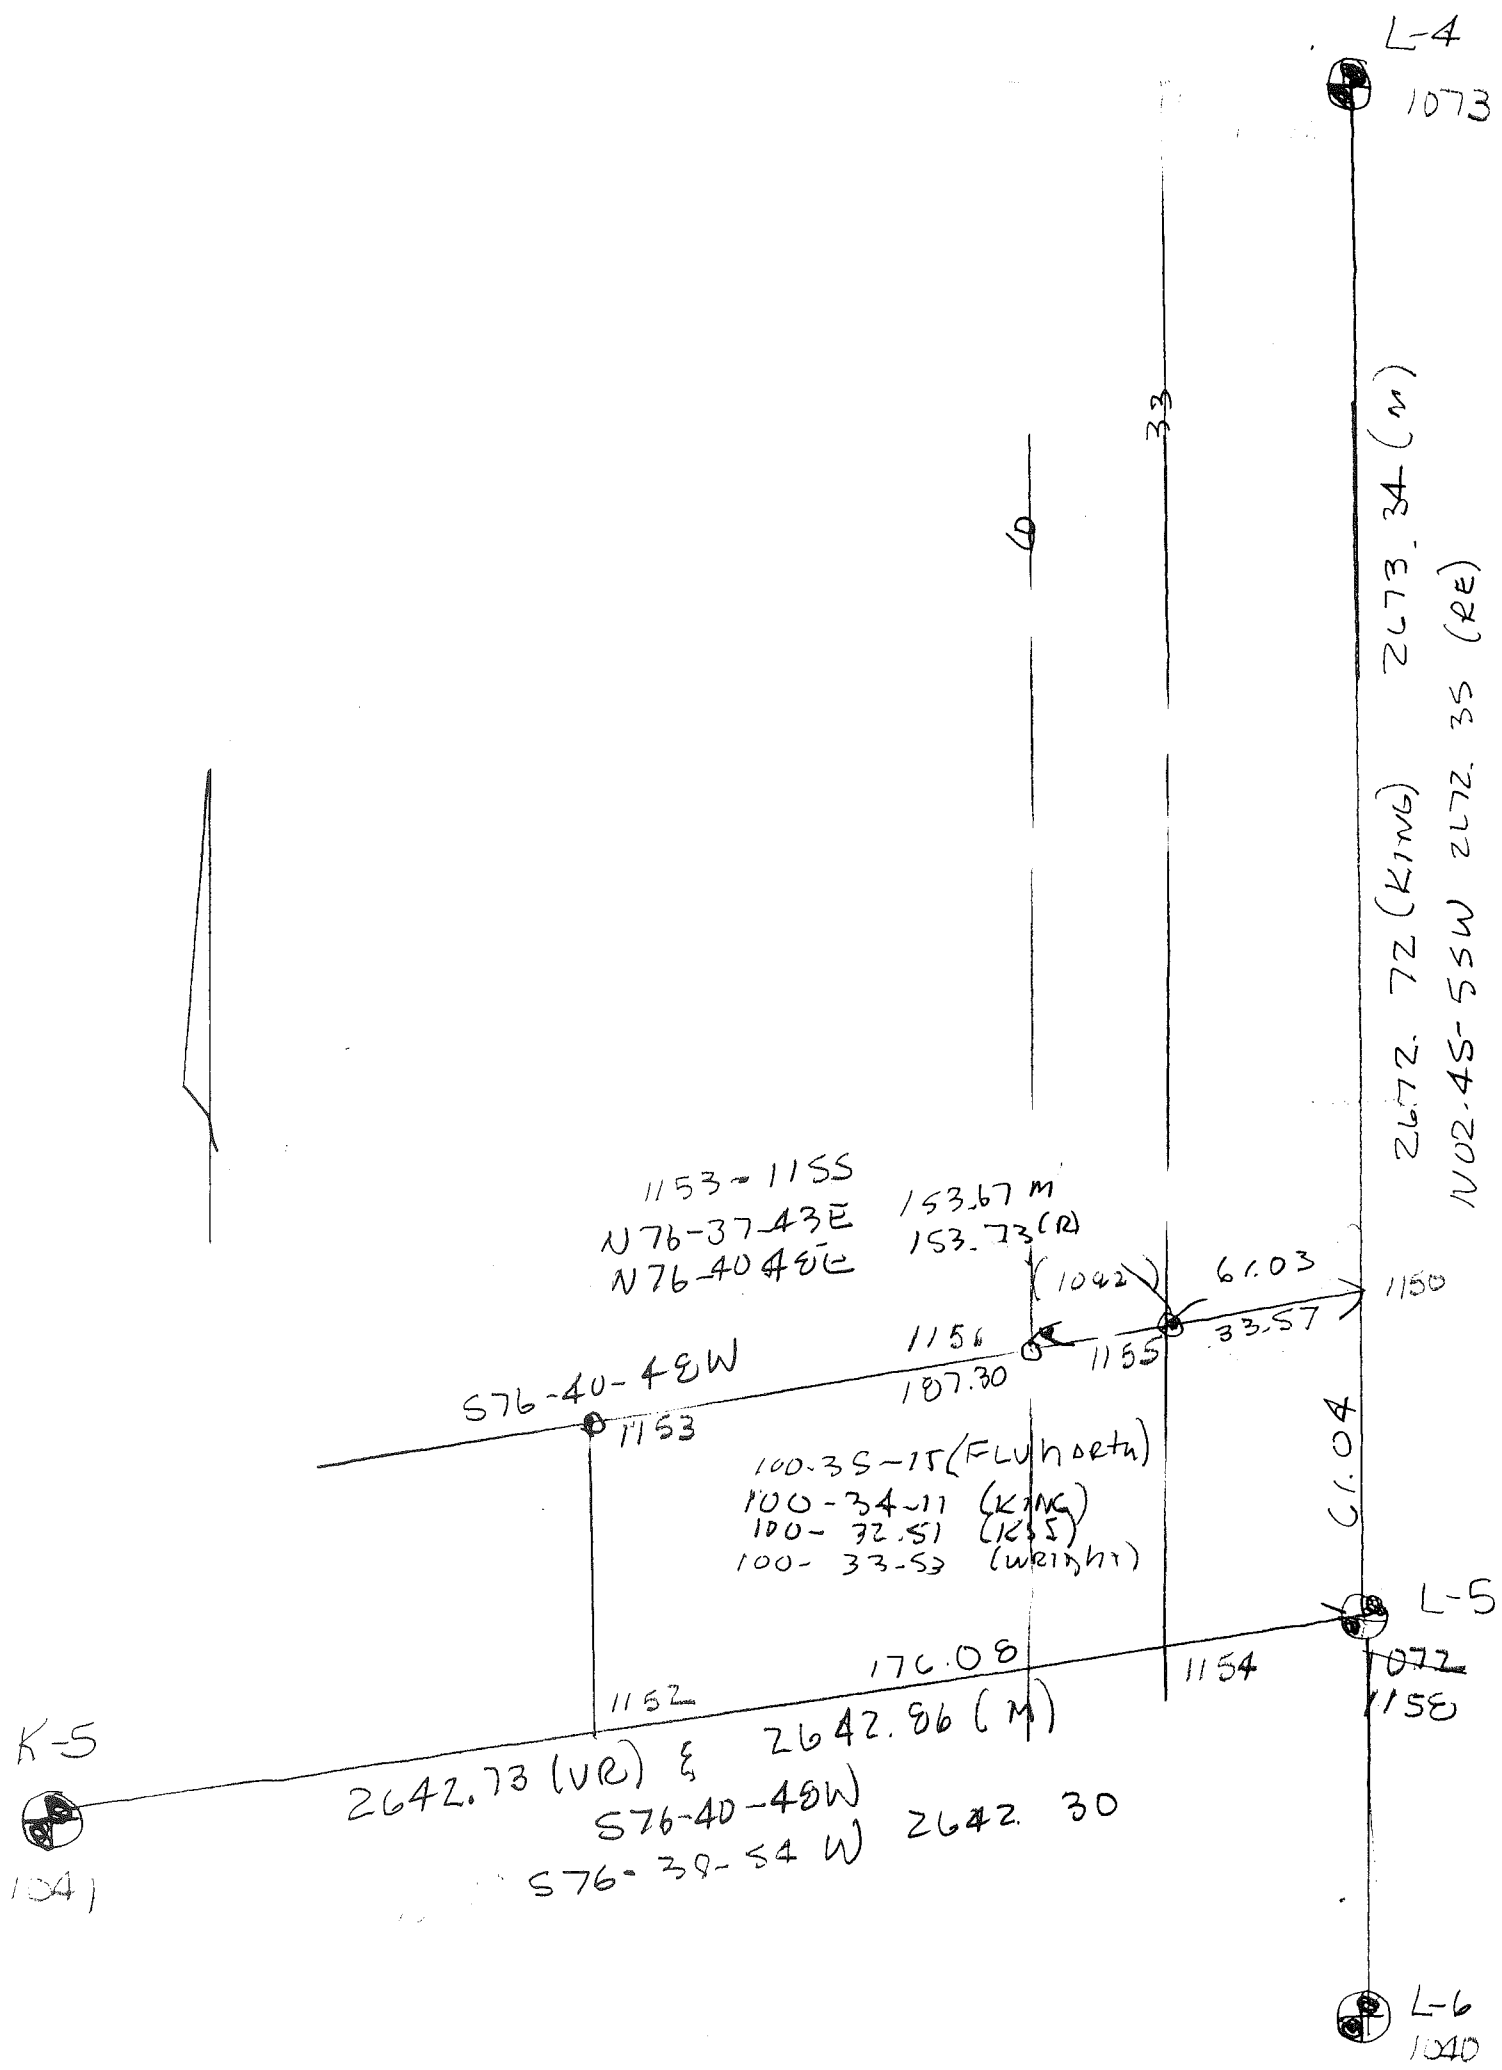 L-4
1073
33
6
2673.34 (M)
2672.72 (KING)
N02-45-55W 2672.35 (RE)
1153-1155
N76-37-43E 153.67 M
N76-40 48E 153.73 (R)
(1092)
61.03
1150
33.57
1155
1156
187.30
S76-40-48W
1153
100-35-15 (FLUhorth)
100-34-11 (KING)
100-32-51 (KSS)
100-33-53 (WRIGHT)
61.04
L-5
1072
1158
1154
176.08
1152
K-5
1041
2642.73 (VR) & 2642.86 (M)
S76-40-48W
S76-38-54 W 2642.30
L-6
1040